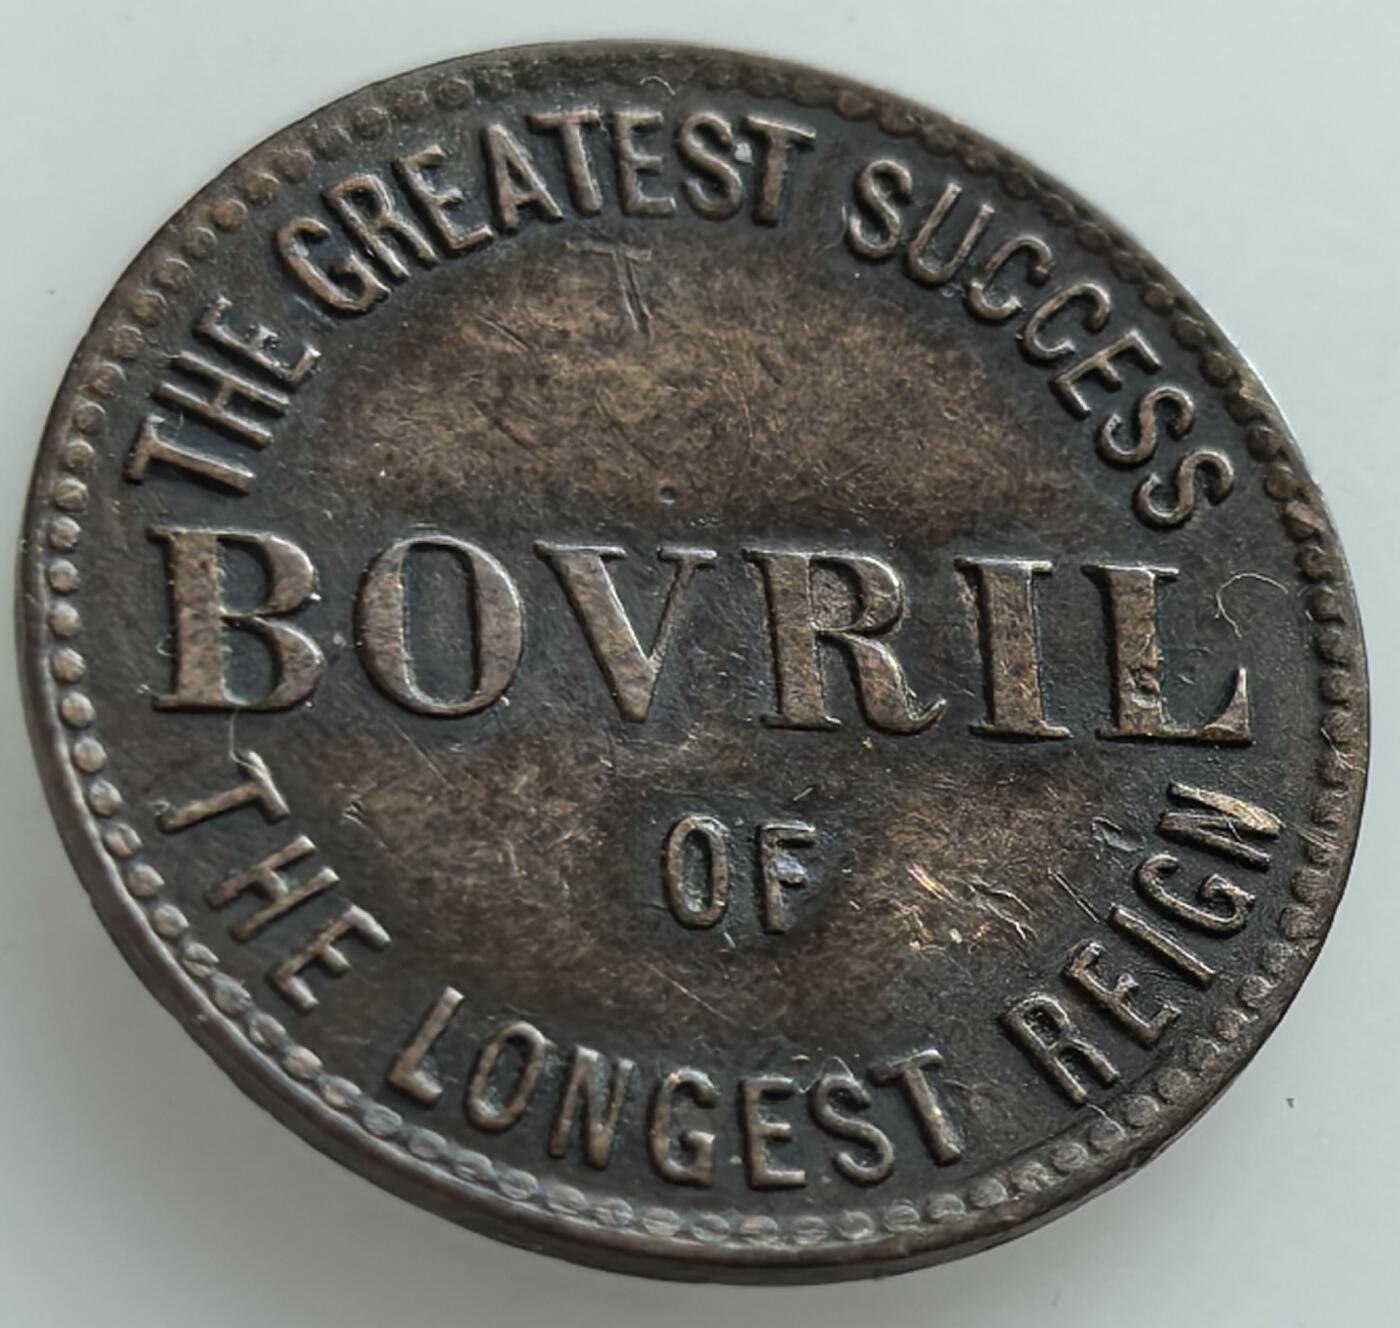 THE GREATEST SUCCESS
BOVRIL
OF
THE LONGEST REIGN